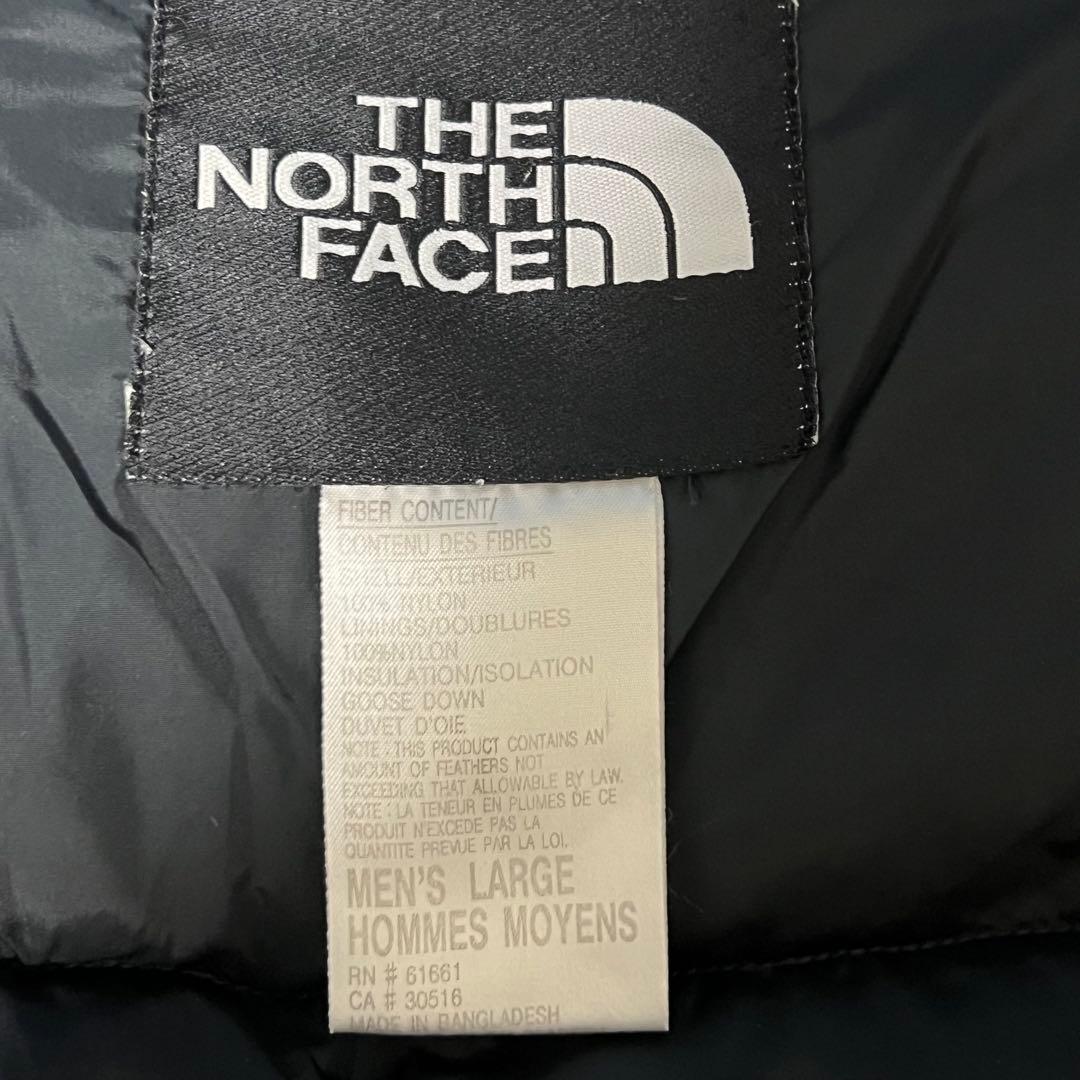 THE
NORTH
FACE
FIBER CONTENT/
CONTENU DES FIBRES
SHELL/EXTERIEUR
100% NYLON
LININGS/DOUBLURES
100%NYLON
INSULATION/ISOLATION
GOOSE DOWN
DUVET D'OIE
NOTE : THIS PRODUCT CONTAINS AN
AMOUNT OF FEATHERS NOT
EXCEEDING THAT ALLOWABLE BY LAW.
NOTE : LA TENEUR EN PLUMES DE CE
PRODUIT N'EXCEDE PAS LA
QUANTITE PREVUE PAR LA LOI.
MEN'S LARGE
HOMMES MOYENS
RN # 61661
CA # 30516
MADE IN BANGLADESH